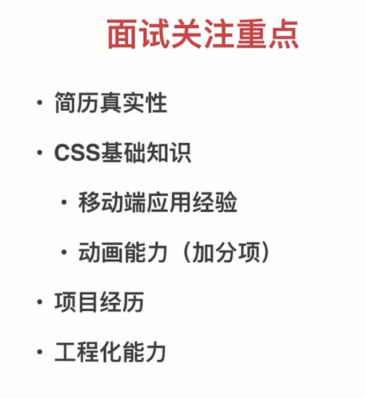 面试关注重点
• 简历真实性
• CSS基础知识
• 移动端应用经验
• 动画能力（加分项）
• 项目经历
• 工程化能力